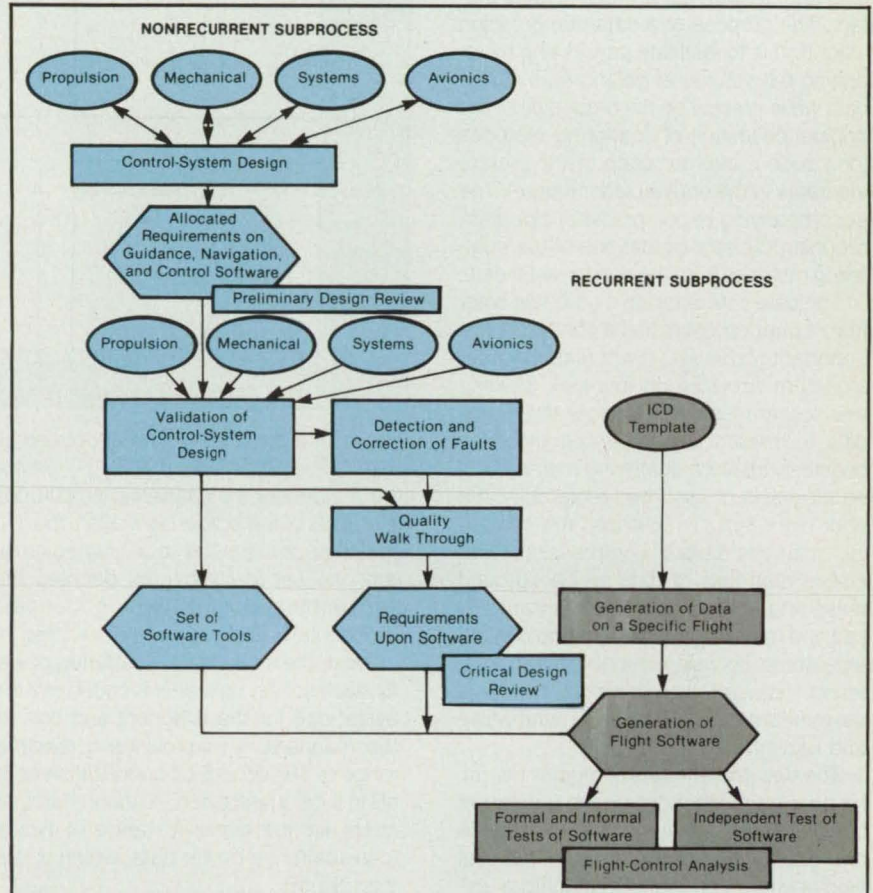 NONRECURRENT SUBPROCESS
Propulsion
Mechanical
Systems
Avionics
Control-System Design
Allocated
Requirements on
Guidance, Navigation,
and Control Software
Preliminary Design Review
RECURRENT SUBPROCESS
Propulsion
Mechanical
Systems
Avionics
Validation of
Control-System
Design
Detection and
Correction of Faults
ICD
Template
Quality
Walk Through
Set of
Software Tools
Requirements
Upon Software
Generation of Data
on a Specific Flight
Critical Design
Review
Generation of
Flight Software
Formal and Informal
Tests of Software
Independent Test of
Software
Flight-Control Analysis